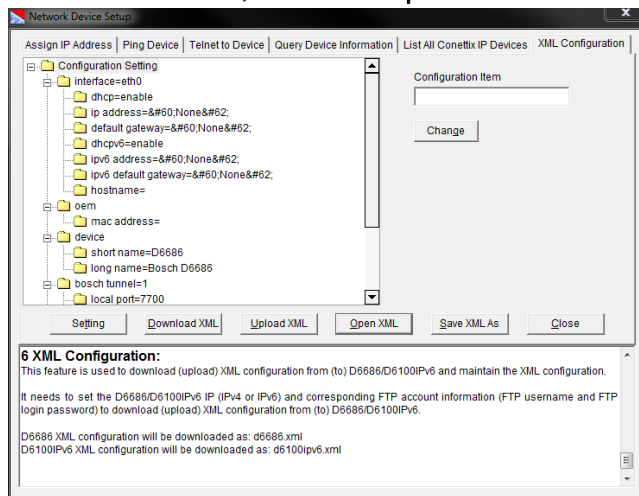 Network Device Setup
x
Assign IP Address
Ping Device
Telnet to Device
Query Device Information
List All Conettix IP Devices
XML Configuration
Configuration Setting
interface=eth0
dhcp=enable
ip address=&#60;None&#62;
default gateway=&#60;None&#62;
dhcpv6=enable
ipv6 address=&#60;None&#62;
ipv6 default gateway=&#60;None&#62;
hostname=
oem
mac address=
device
short name=D6686
long name=Bosch D6686
bosch tunnel=1
local port=7700
Configuration Item
Change
Setting
Download XML
Upload XML
Open XML
Save XML As
Close
6 XML Configuration:
This feature is used to download (upload) XML configuration from (to) D6686/D6100IPv6 and maintain the XML configuration.
It needs to set the D6686/D6100IPv6 IP (IPv4 or IPv6) and corresponding FTP account information (FTP username and FTP
login password) to download (upload) XML configuration from (to) D6686/D6100IPv6.
D6686 XML configuration will be downloaded as: d6686.xml
D6100IPv6 XML configuration will be downloaded as: d6100ipv6.xml